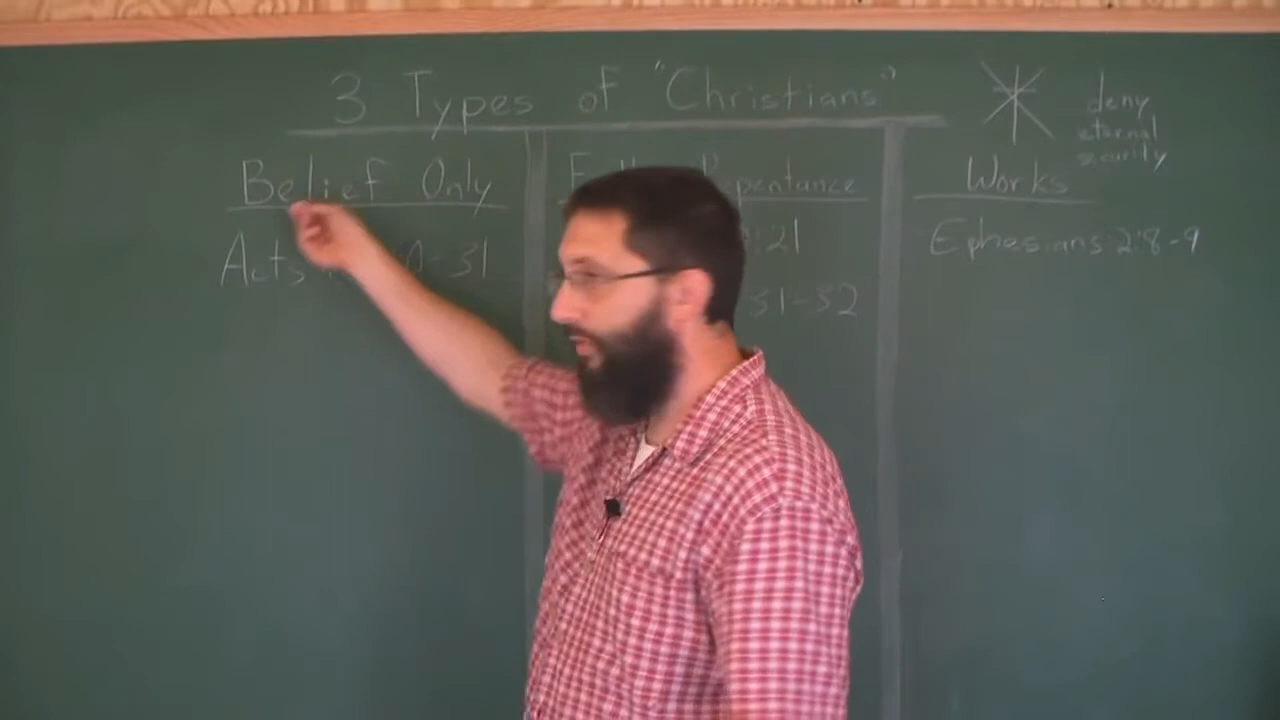 3 Types of "Christians"
deny
eternal
security
Belief Only
Works
Acts 31
:21
Ephesians 2:8-9
31-32